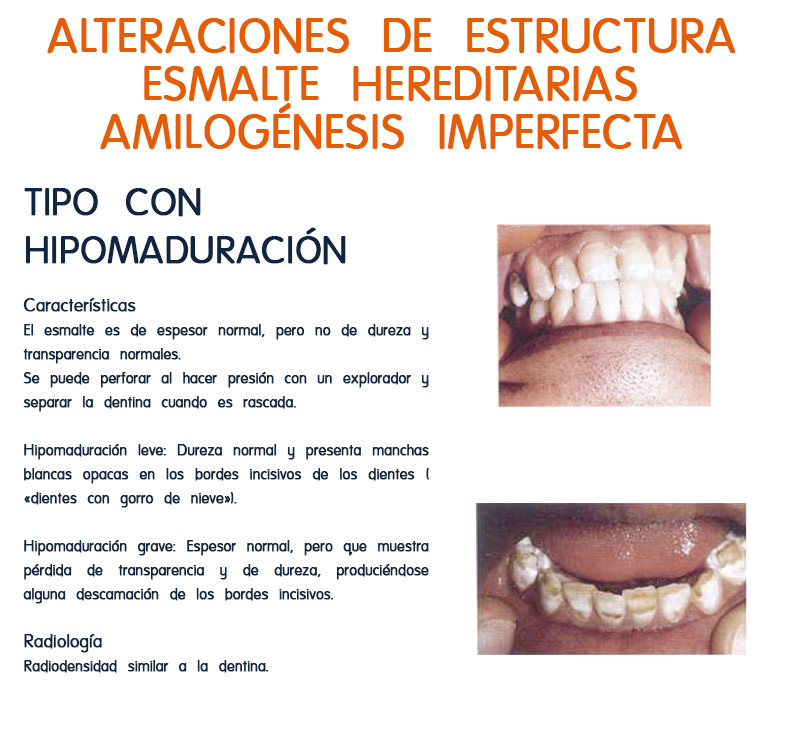 ALTERACIONES DE ESTRUCTURA
ESMALTE HEREDITARIAS
AMILOGÉNESIS IMPERFECTA
TIPO CON
HIPOMADURACIÓN
Características
El esmalte es de espesor normal, pero no de dureza y
transparencia normales.
Se puede perforar al hacer presión con un explorador y
separar la dentina cuando es rascada.
Hipomaduración leve: Dureza normal y presenta manchas
blancas opacas en los bordes incisivos de los dientes (
«dientes con gorro de nieve»).
Hipomaduración grave: Espesor normal, pero que muestra
pérdida de transparencia y de dureza, produciéndose
alguna descamación de los bordes incisivos.
Radiología
Radiodensidad similar a la dentina.